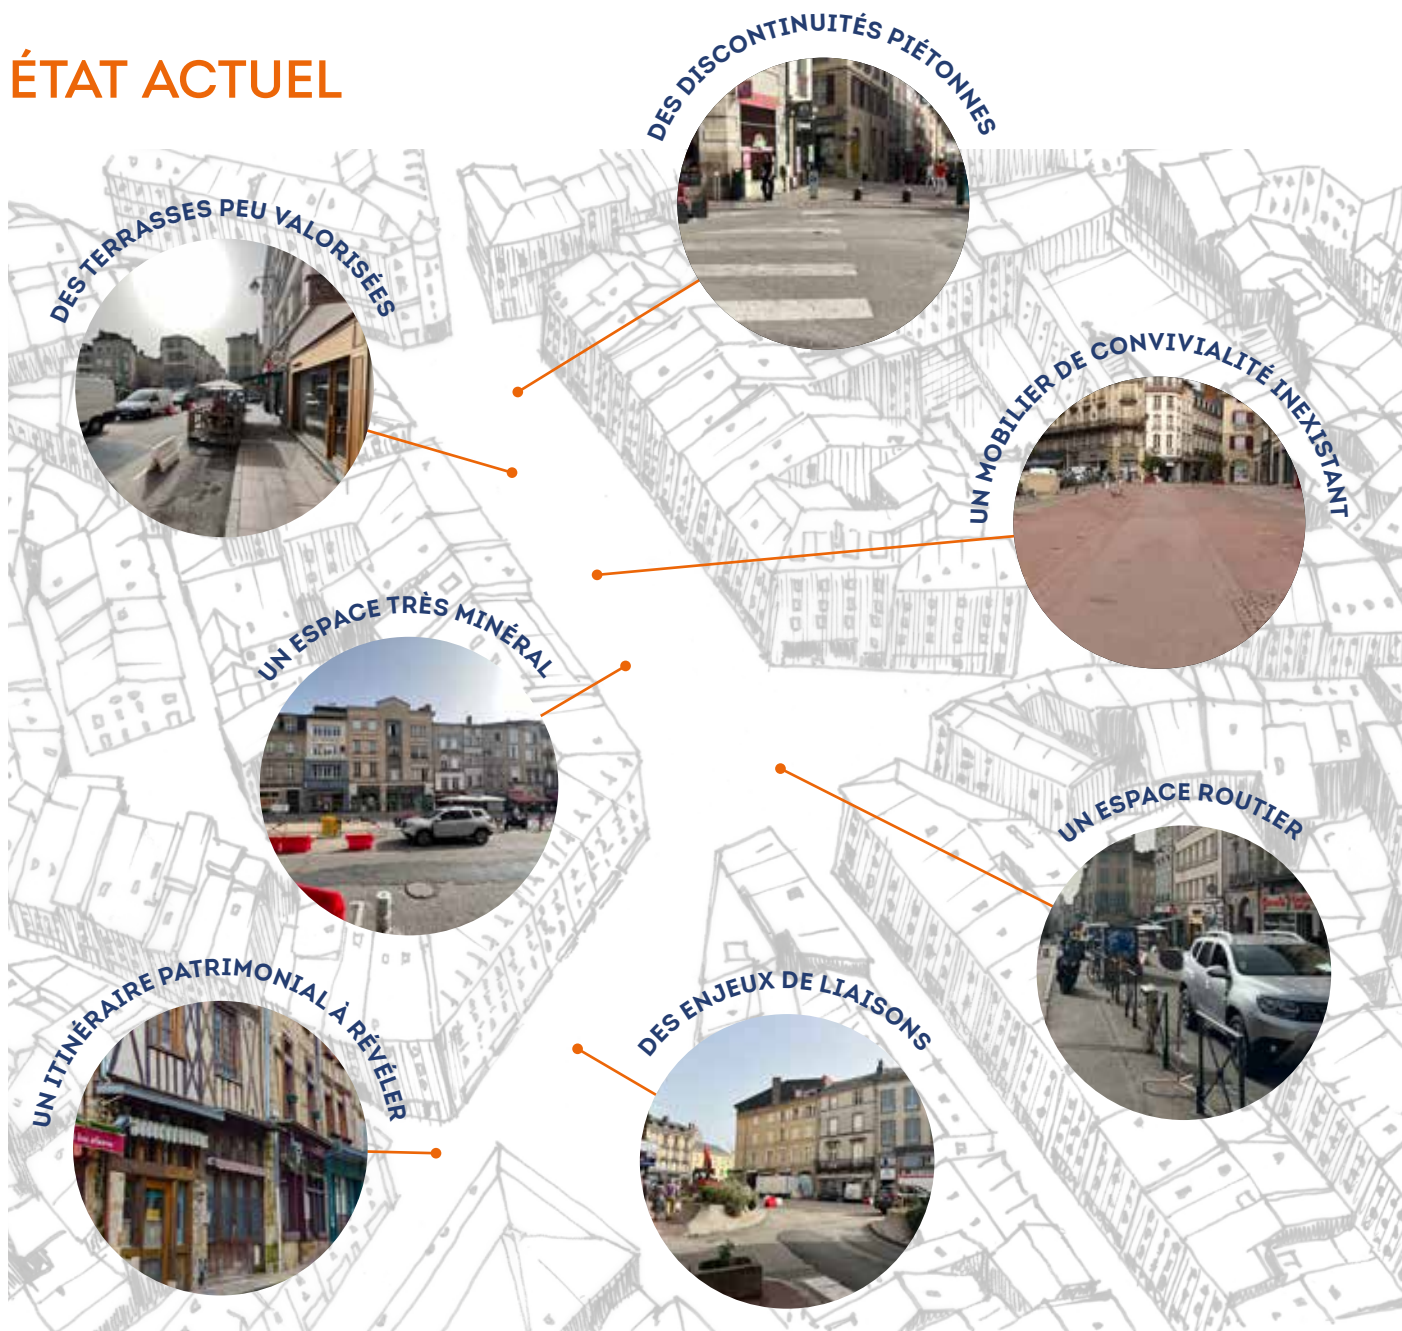 ÉTAT ACTUEL
DES DISCONTINUITÉS PIÉTONNES
DES TERRASSES PEU VALORISÉES
UN MOBILIER DE CONVIVIALITÉ INEXISTANT
UN ESPACE TRÈS MINÉRAL
UN ESPACE ROUTIER
UN ITINÉRAIRE PATRIMONIAL À RÉVÉLER
DES ENJEUX DE LIAISONS